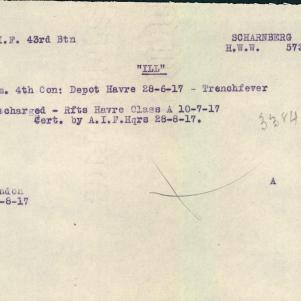 I.F. 43rd Btn SCHARNBERG
H.W.W. 573
"ILL"
m. 4th Con: Depot Havre 28-6-17 - Trenchfever
scharged - Rfts Havre Class A 10-7-17
Cert. by A.I.F.Hqrs 28-8-17.
3384
A
ndon
-8-17